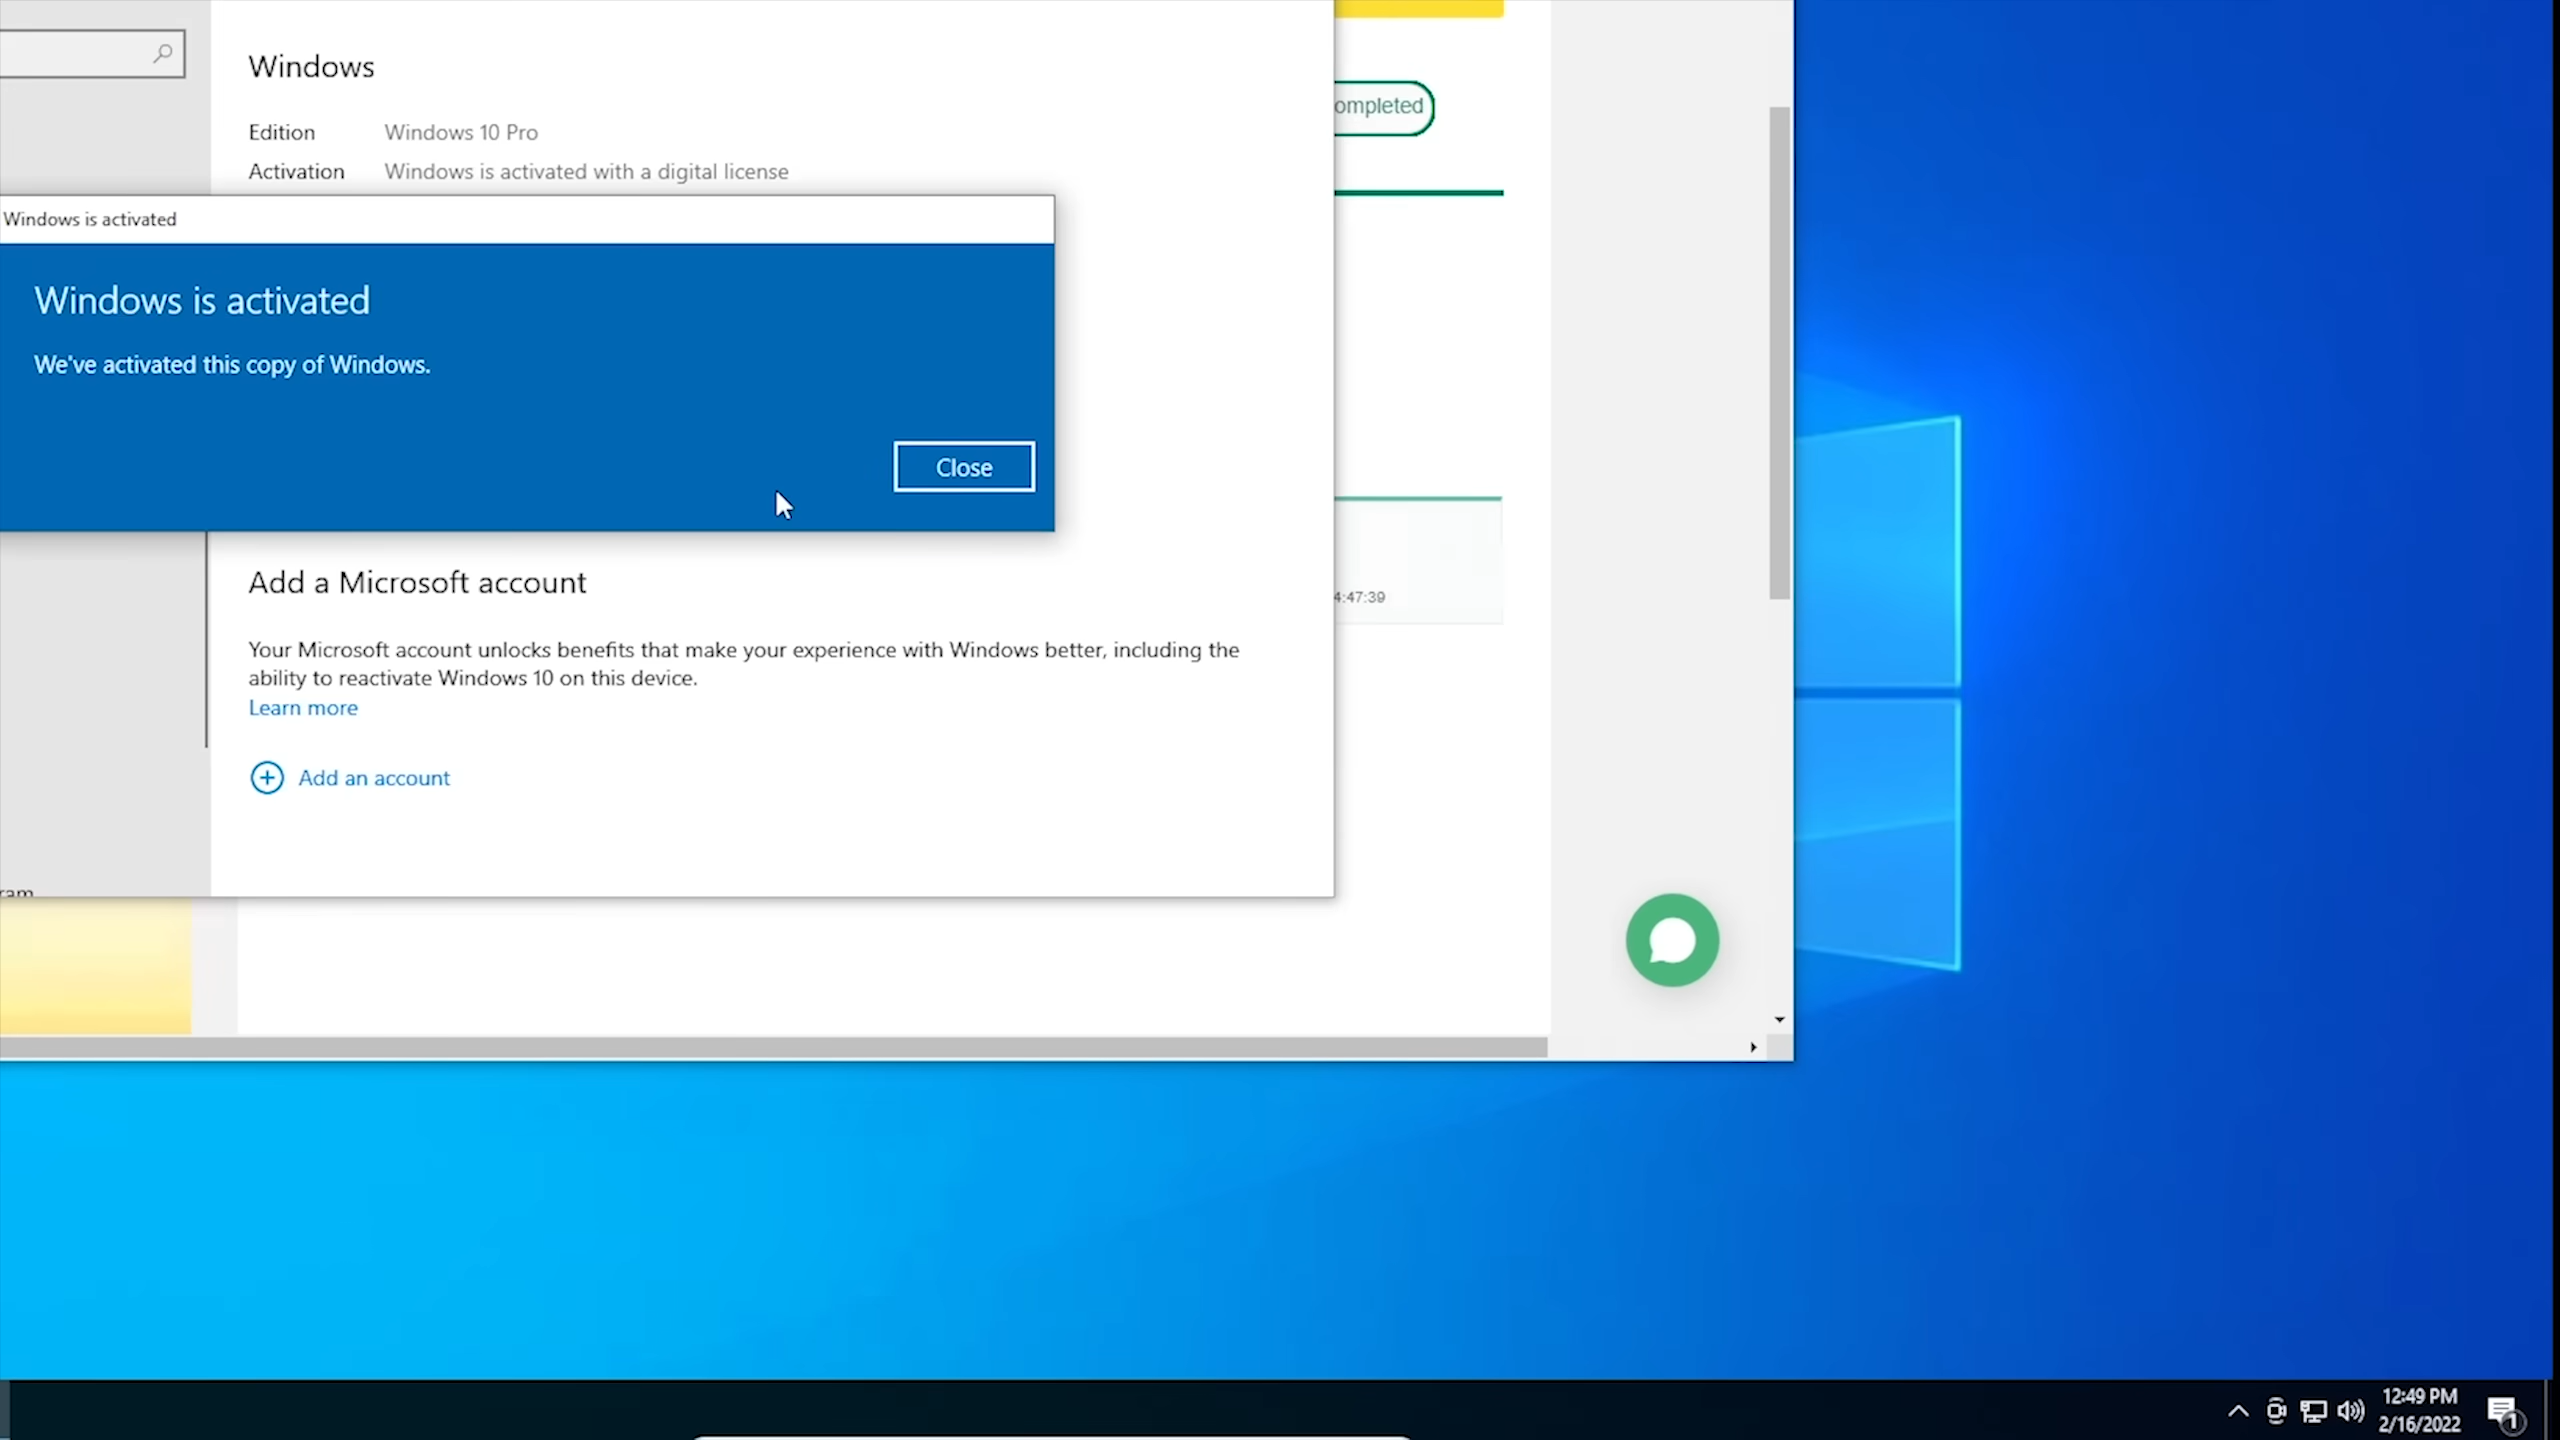 Windows
ompleted
Edition Windows 10 Pro
Activation Windows is activated with a digital license
Windows is activated
Windows is activated
We've activated this copy of Windows.
Close
Add a Microsoft account
4:47:39
Your Microsoft account unlocks benefits that make your experience with Windows better, including the
ability to reactivate Windows 10 on this device.
Learn more
Add an account
ram
12:49 PM
2/16/2022
1